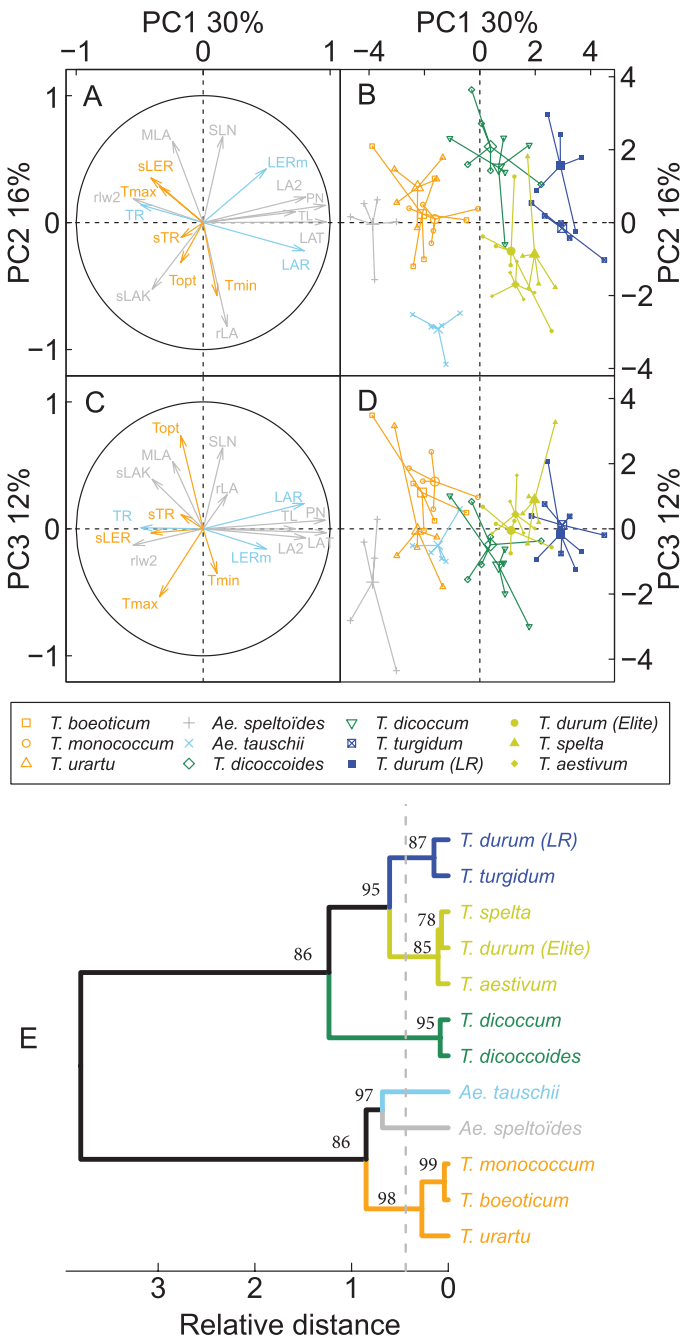 PC1 30% PC1 30%
−1 0 1 −4 0 2 4
A B
PC2 16%
1
0
−1
MLA SLN
sLER LERm
Tmax LA2
rlw2 PN
TR TL
sTR LAT
Topt LAR
Tmin
sLAK
rLA
4
2
0
−2
−4
PC2 16%
C D
PC3 12%
1
0
−1
Topt SLN
MLA
sLAK rLA
LAR
TR sTR PN
TL
sLER LA2 LAT
rlw2 LERm
Tmin
Tmax
4
2
0
−2
−4
PC3 12%
T. boeoticum Ae. speltoïdes T. dicoccum T. durum (Elite)
T. monococcum Ae. tauschii T. turgidum T. spelta
T. urartu T. dicoccoides T. durum (LR) T. aestivum
E
87 T. durum (LR)
T. turgidum
95
78 T. spelta
85 T. durum (Elite)
86
T. aestivum
95 T. dicoccum
T. dicoccoides
97 Ae. tauschii
Ae. speltoïdes
86
99 T. monococcum
98 T. boeoticum
T. urartu
3 2 1 0
Relative distance